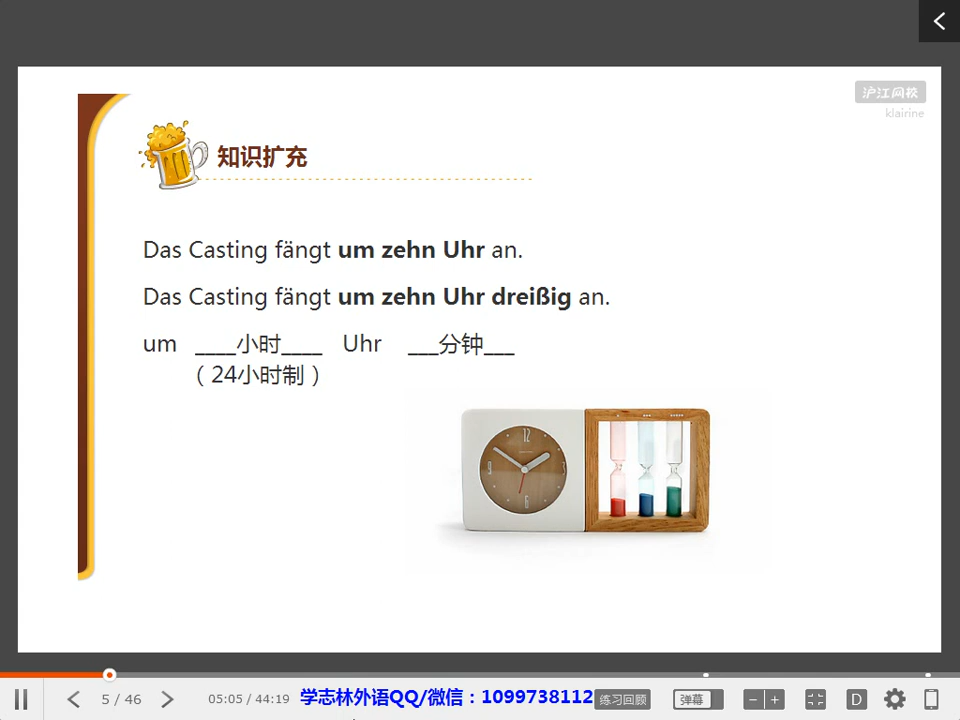 沪江网校
klairine
知识扩充
Das Casting fängt um zehn Uhr an.
Das Casting fängt um zehn Uhr dreißig an.
um ____小时____ Uhr ___分钟___
（24小时制）
12
6
5 / 46
05:05 / 44:19
学志林外语QQ/微信：1099738112
练习回顾
弹幕
D